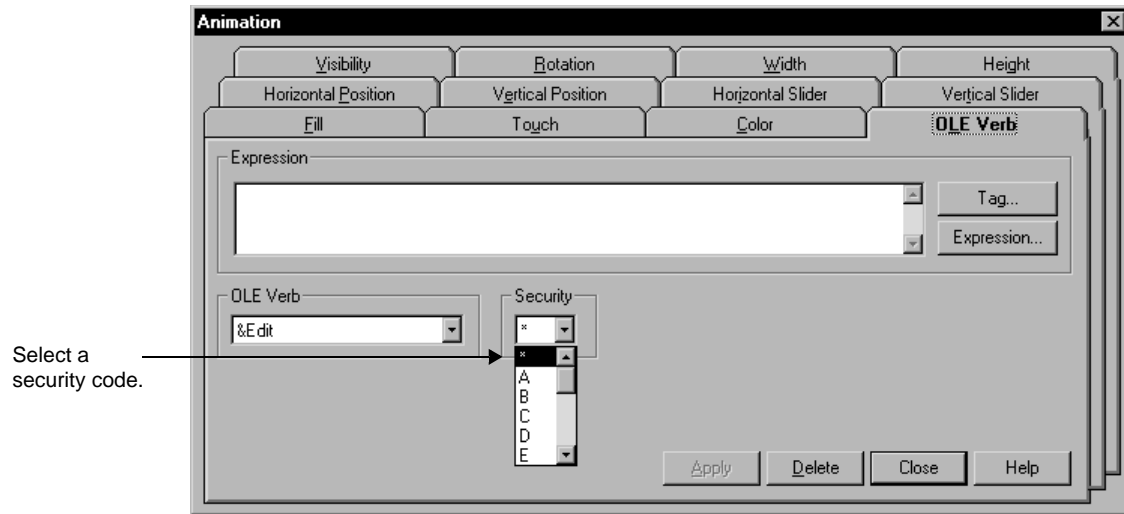 Animation
Visibility Rotation Width Height
Horizontal Position Vertical Position Horizontal Slider Vertical Slider
Fill Touch Color OLE Verb
Expression
Tag...
Expression...
OLE Verb Security
&Edit *
Select a
security code.
*
A
B
C
D
E
Apply Delete Close Help